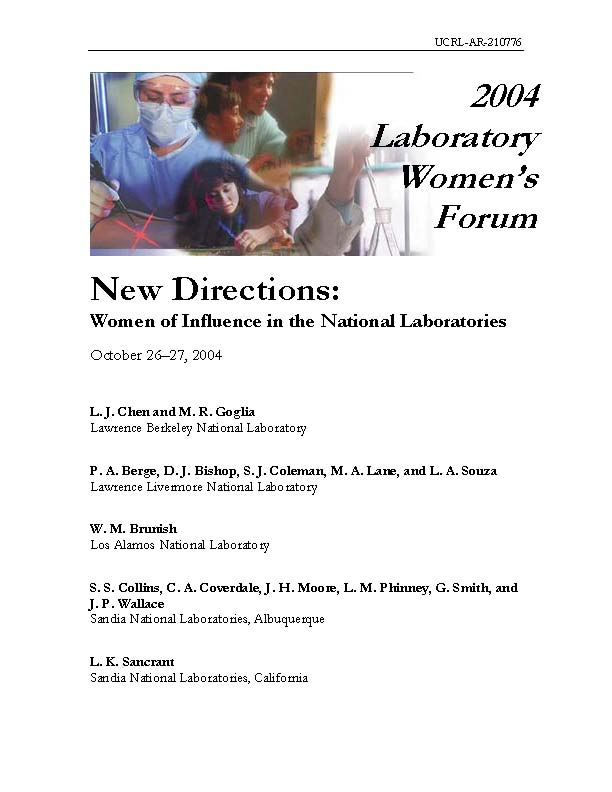 UCRL-AR-210776
2004
Laboratory
Women's
Forum
New Directions:
Women of Influence in the National Laboratories
October 26–27, 2004
L. J. Chen and M. R. Goglia
Lawrence Berkeley National Laboratory
P. A. Berge, D. J. Bishop, S. J. Coleman, M. A. Lane, and L. A. Souza
Lawrence Livermore National Laboratory
W. M. Brunish
Los Alamos National Laboratory
S. S. Collins, C. A. Coverdale, J. H. Moore, L. M. Phinney, G. Smith, and
J. P. Wallace
Sandia National Laboratories, Albuquerque
L. K. Sancrant
Sandia National Laboratories, California